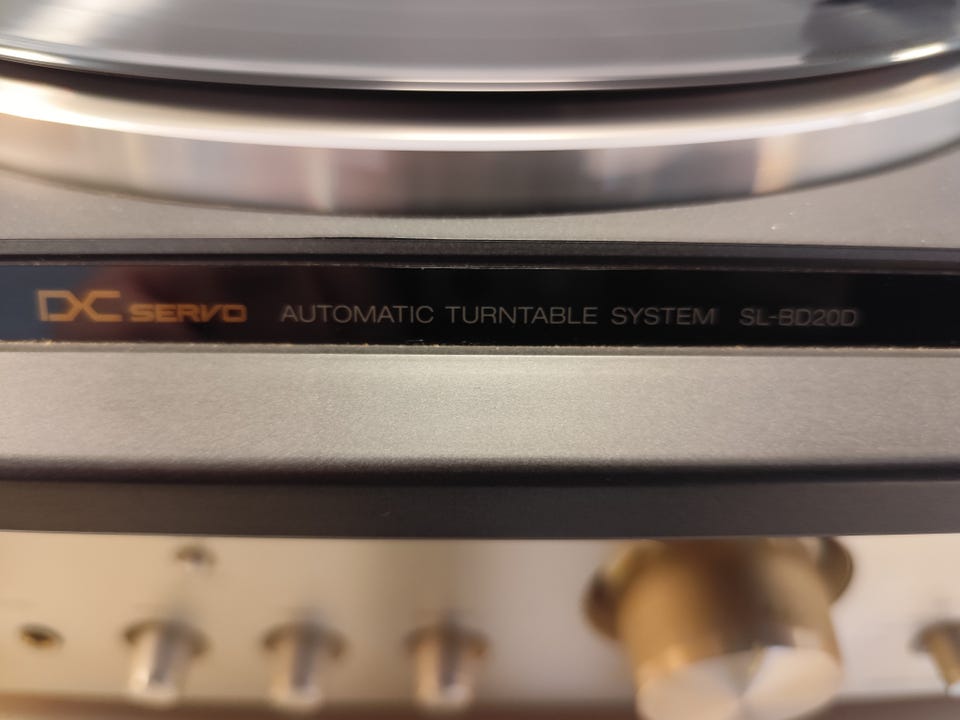 DC SERVO AUTOMATIC TURNTABLE SYSTEM SL-BD20D